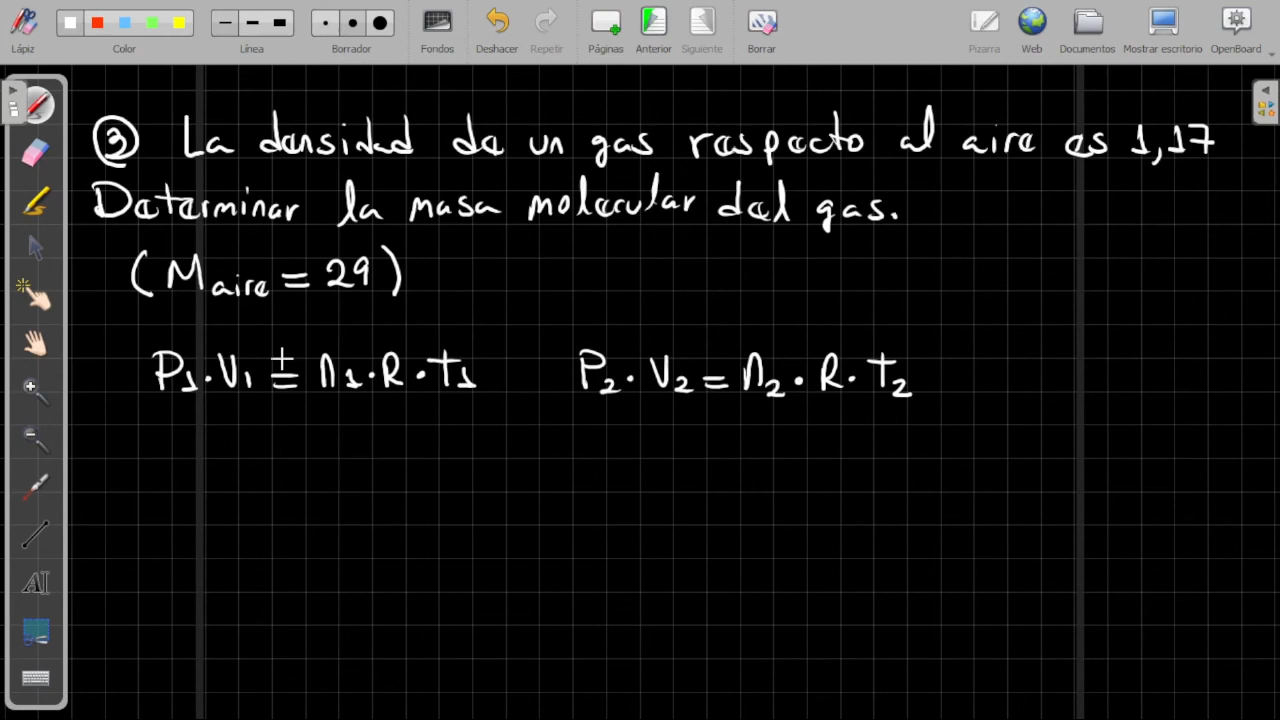 Lápiz Color Línea Borrador Fondos Deshacer Repetir Páginas Anterior Siguiente Borrar Pizarra Web Documentos Mostrar escritorio OpenBoard
③ La densidad de un gas respecto al aire es 1,17
Determinar la masa molecular del gas.
(M aire = 29)
P₁·V₁ = n₁·R·T₁ P₂·V₂ = n₂·R·T₂
AI